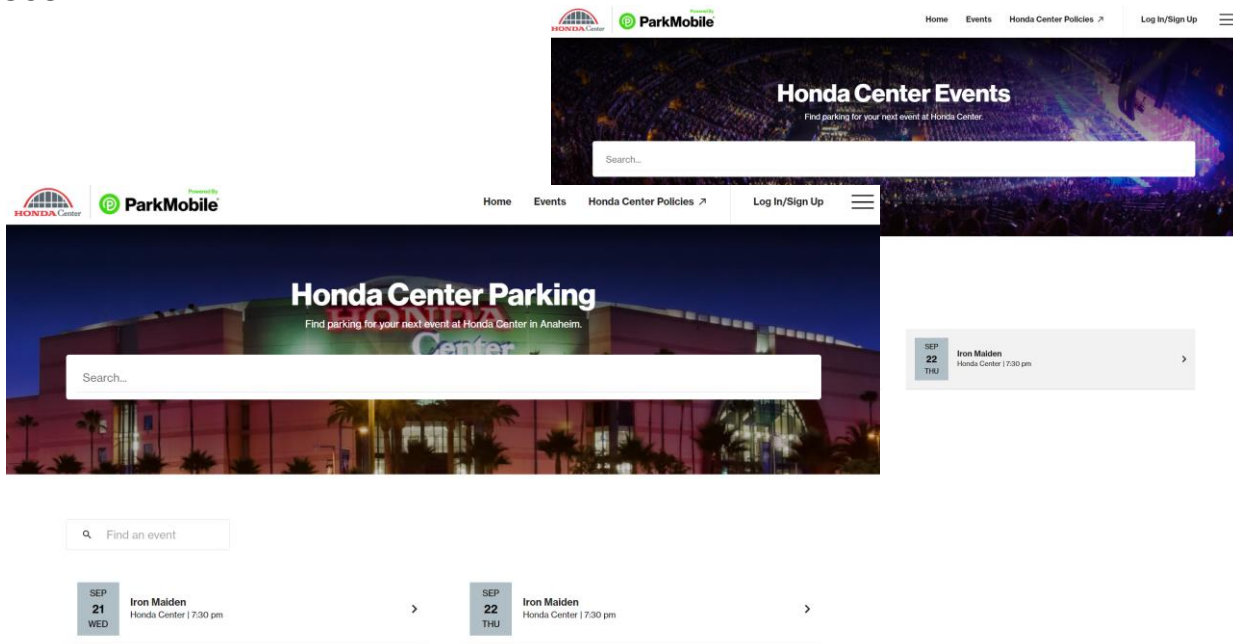 HONDA Center
Powered By
ParkMobile
Home Events Honda Center Policies ↗ Log In/Sign Up
Honda Center Events
Find parking for your next event at Honda Center.
Search...
HONDA Center
Powered By
ParkMobile
Home Events Honda Center Policies ↗ Log In/Sign Up
Honda Center Parking
Find parking for your next event at Honda Center in Anaheim.
HONDA
Center
Search...
SEP
22
THU
Iron Maiden
Honda Center | 7:30 pm
Find an event
SEP
21
WED
Iron Maiden
Honda Center | 7:30 pm
SEP
22
THU
Iron Maiden
Honda Center | 7:30 pm